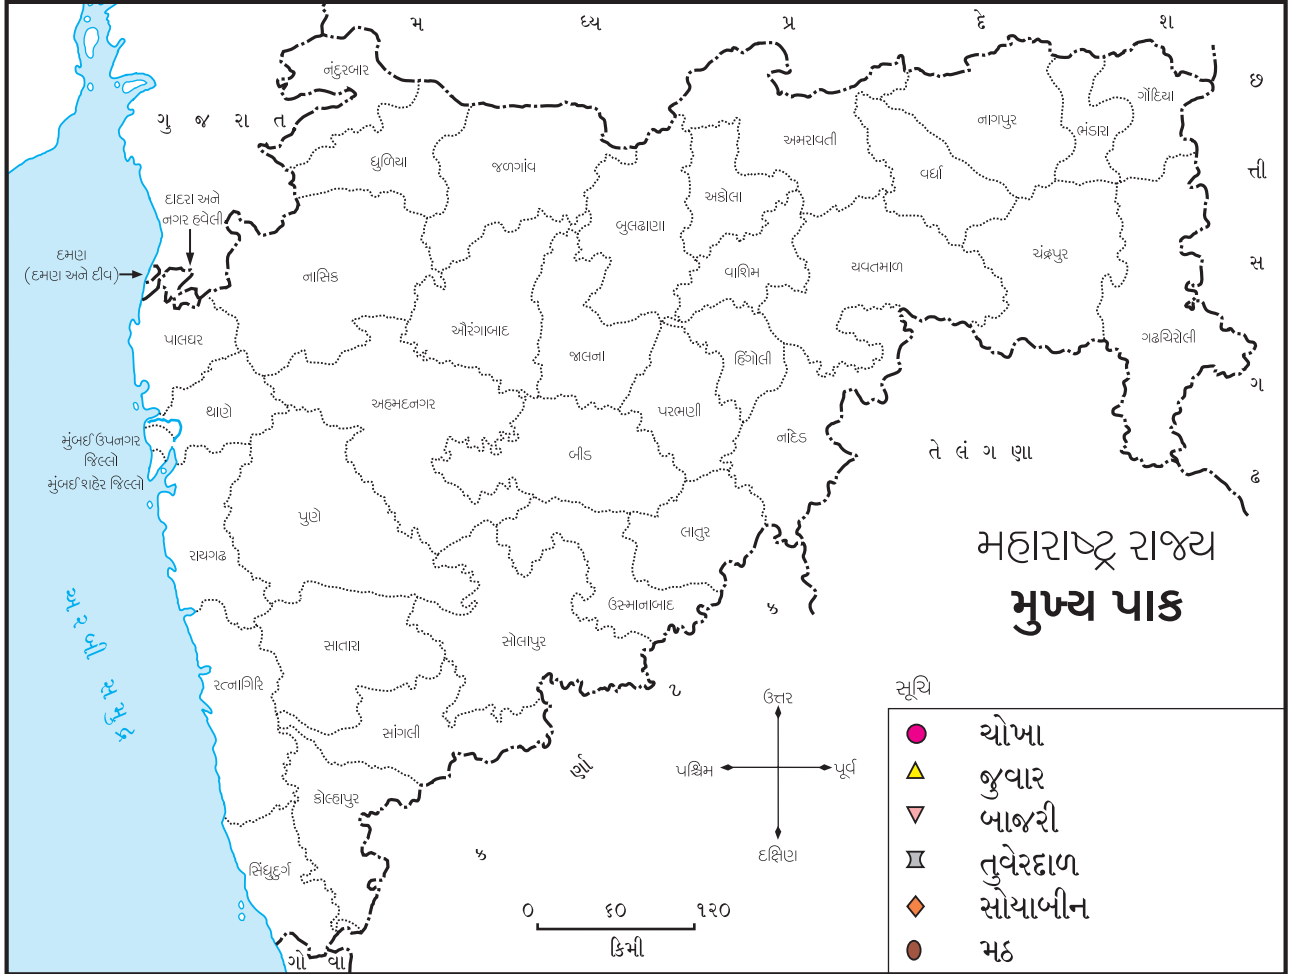 મ ધ્ય પ્ર દે શ
છ ત્તી સ ગ ઢ
ગુ જ રા ત
નંદુરબાર
ધુળિયા
જળગાંવ
બુલઢાણા
અકોલા
અમરાવતી
વર્ધા
નાગપુર
ભંડારા
ગોંદિયા
દાદરા અને
નગર હવેલી
દમણ
(દમણ અને દીવ)
નાસિક
વાશિમ
યવતમાળ
ચંદ્રપુર
ગઢચિરોલી
પાલઘર
ઔરંગાબાદ
જાલના
હિંગોલી
થાણે
અહમદનગર
પરભણી
નાંદેડ
મુંબઈ ઉપનગર
જિલ્લો
મુંબઈ શહેર જિલ્લો
બીડ
તે લં ગ ણા
પુણે
લાતુર
રાયગઢ
ઉસ્માનાબાદ
સાતારા
સોલાપુર
રત્નાગિરિ
સાંગલી
કોલ્હાપુર
સિંધુદુર્ગ
અ ર બી સ મુ દ્ર
ક ર્ણા ટ ક
ગો વા
મહારાષ્ટ્ર રાજ્ય
મુખ્ય પાક
ઉત્તર
પશ્ચિમ
પૂર્વ
દક્ષિણ
૦ ૬૦ ૧૨૦
કિમી
સૂચિ
ચોખા
જુવાર
બાજરી
તુવેરદાળ
સોયાબીન
મઠ